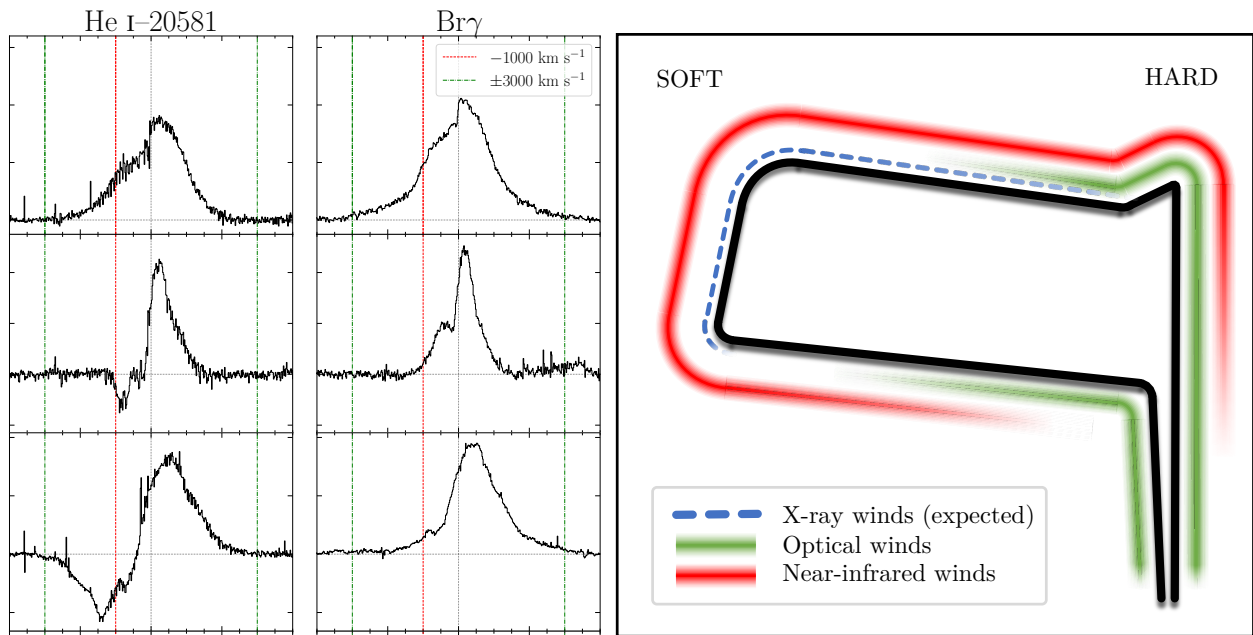 He I–20581
Brγ
−1000 km s⁻¹
±3000 km s⁻¹
SOFT
HARD
X-ray winds (expected)
Optical winds
Near-infrared winds